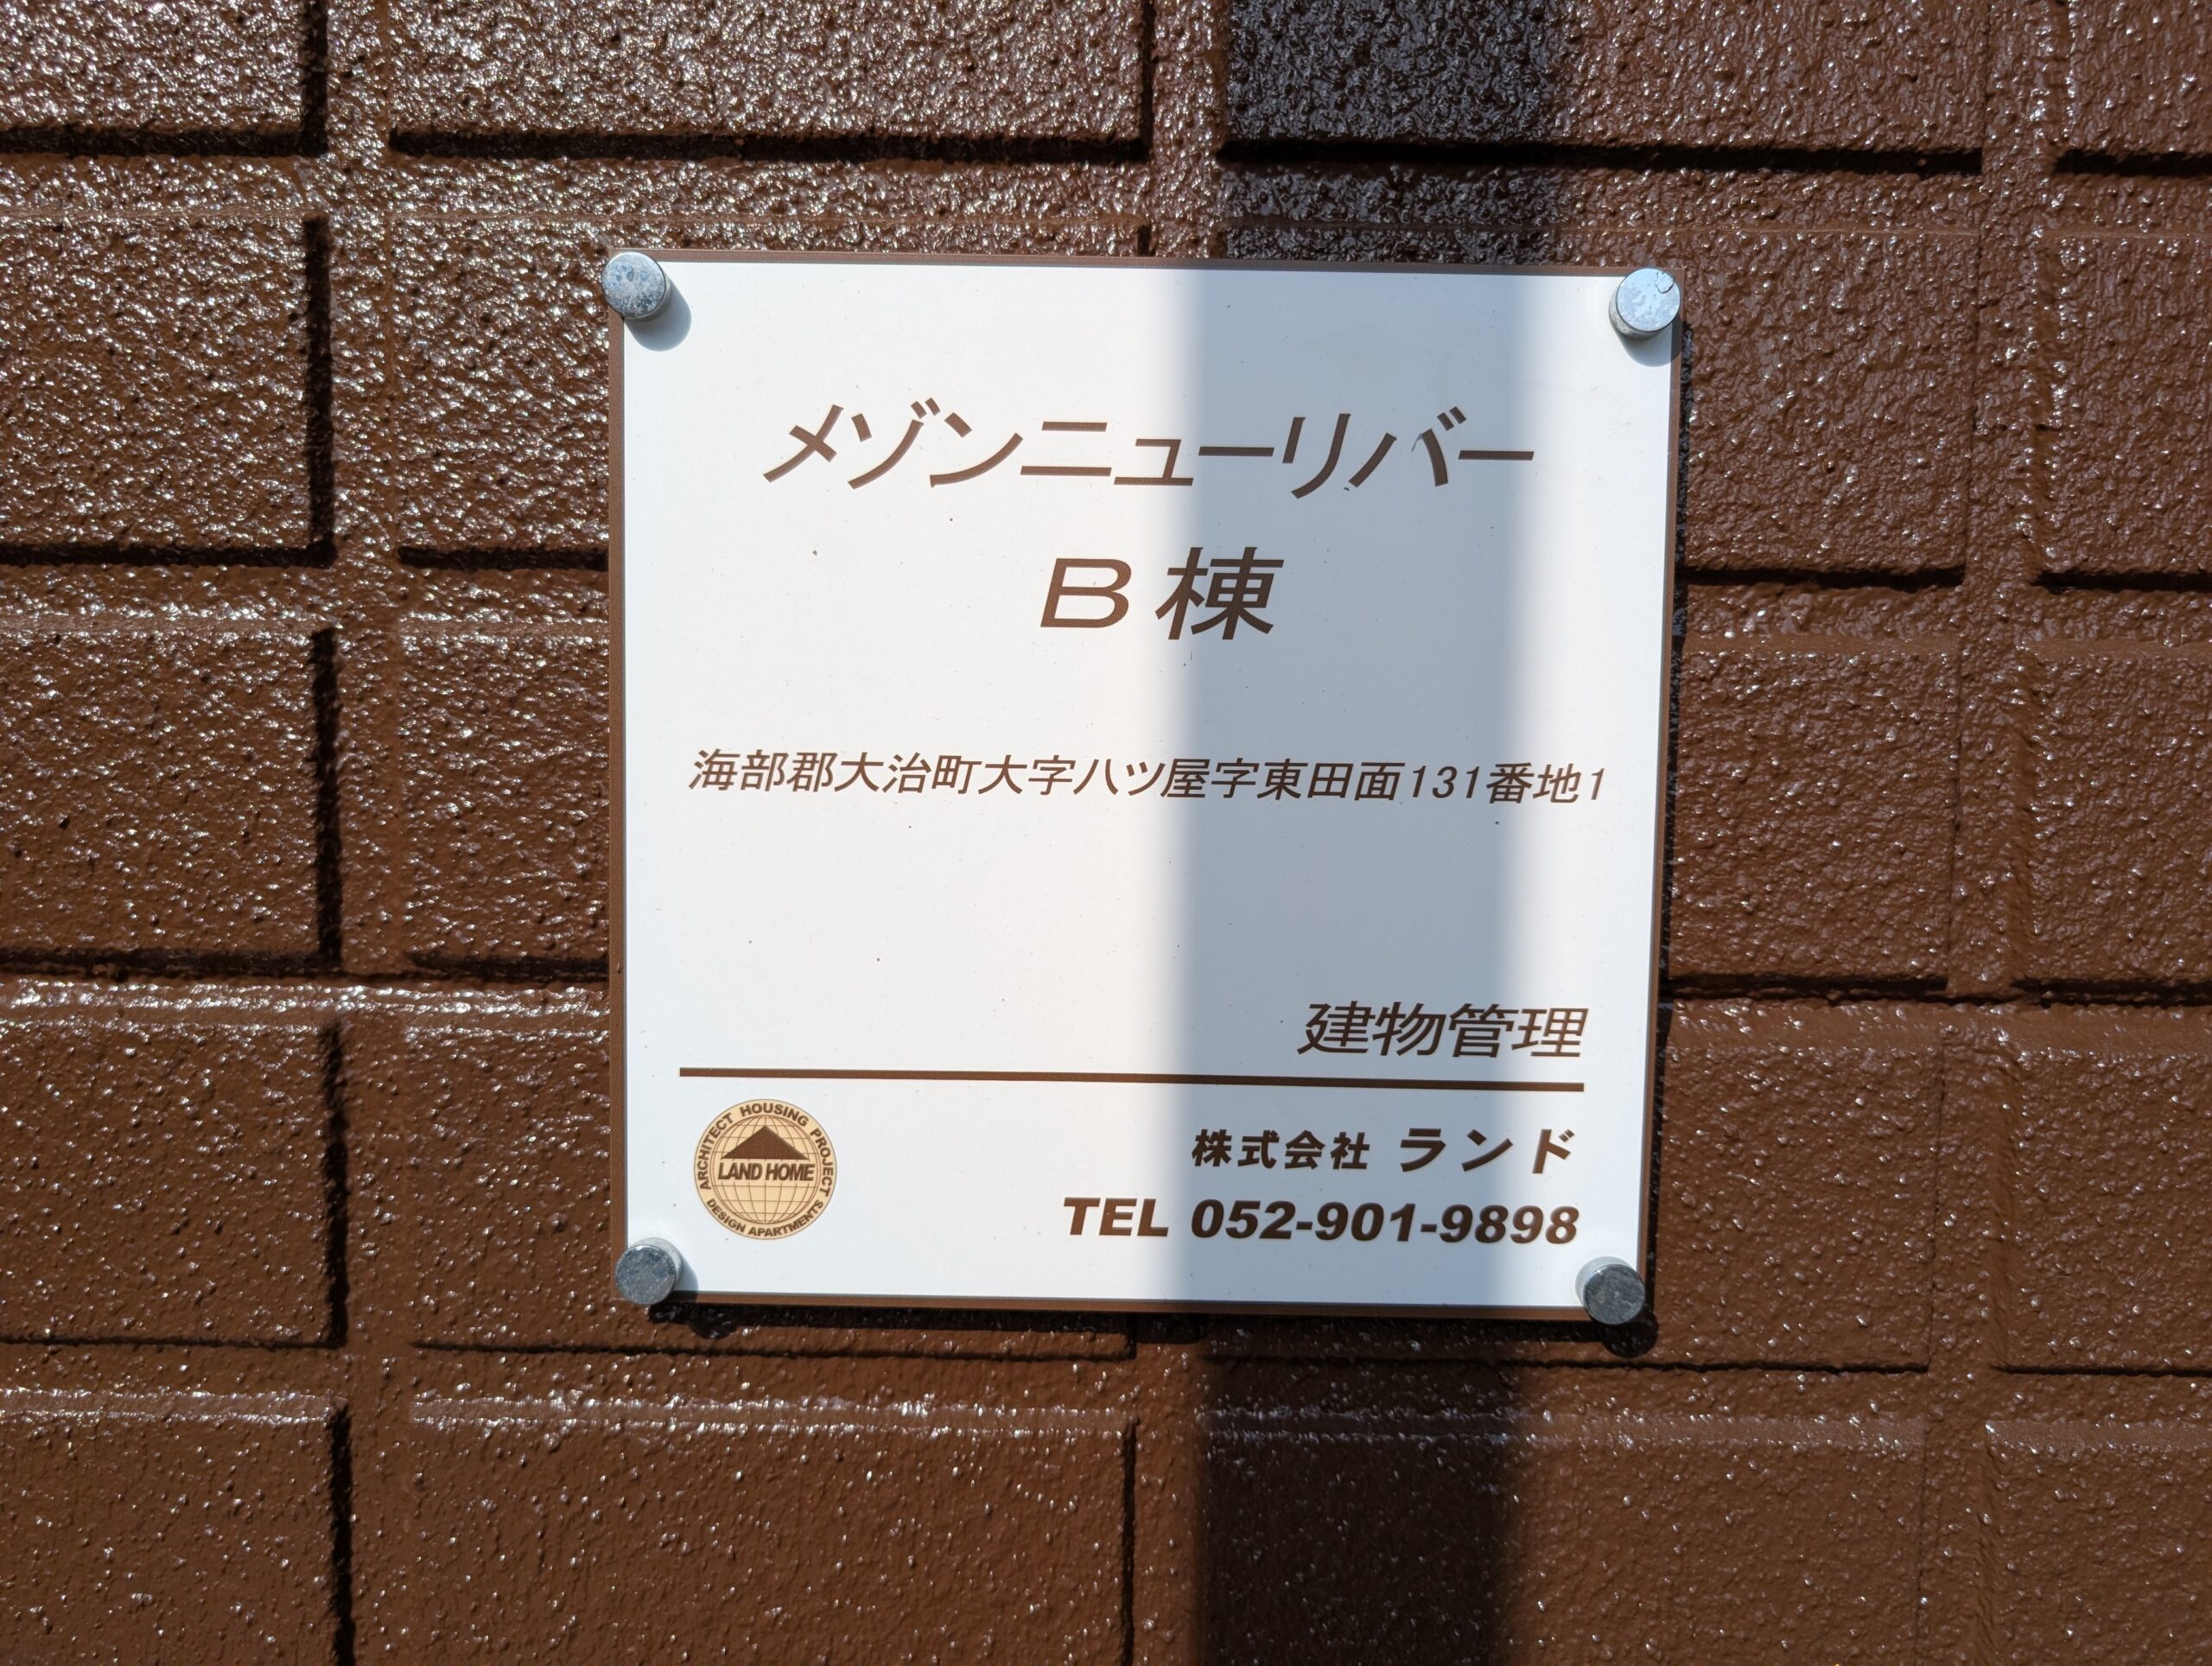 メゾンニューリバー
B棟
海部郡大治町大字八ツ屋字東田面131番地1
建物管理
ARCHITECT HOUSING PROJECT
LAND HOME
DESIGN APARTMENTS
株式会社 ランド
TEL 052-901-9898